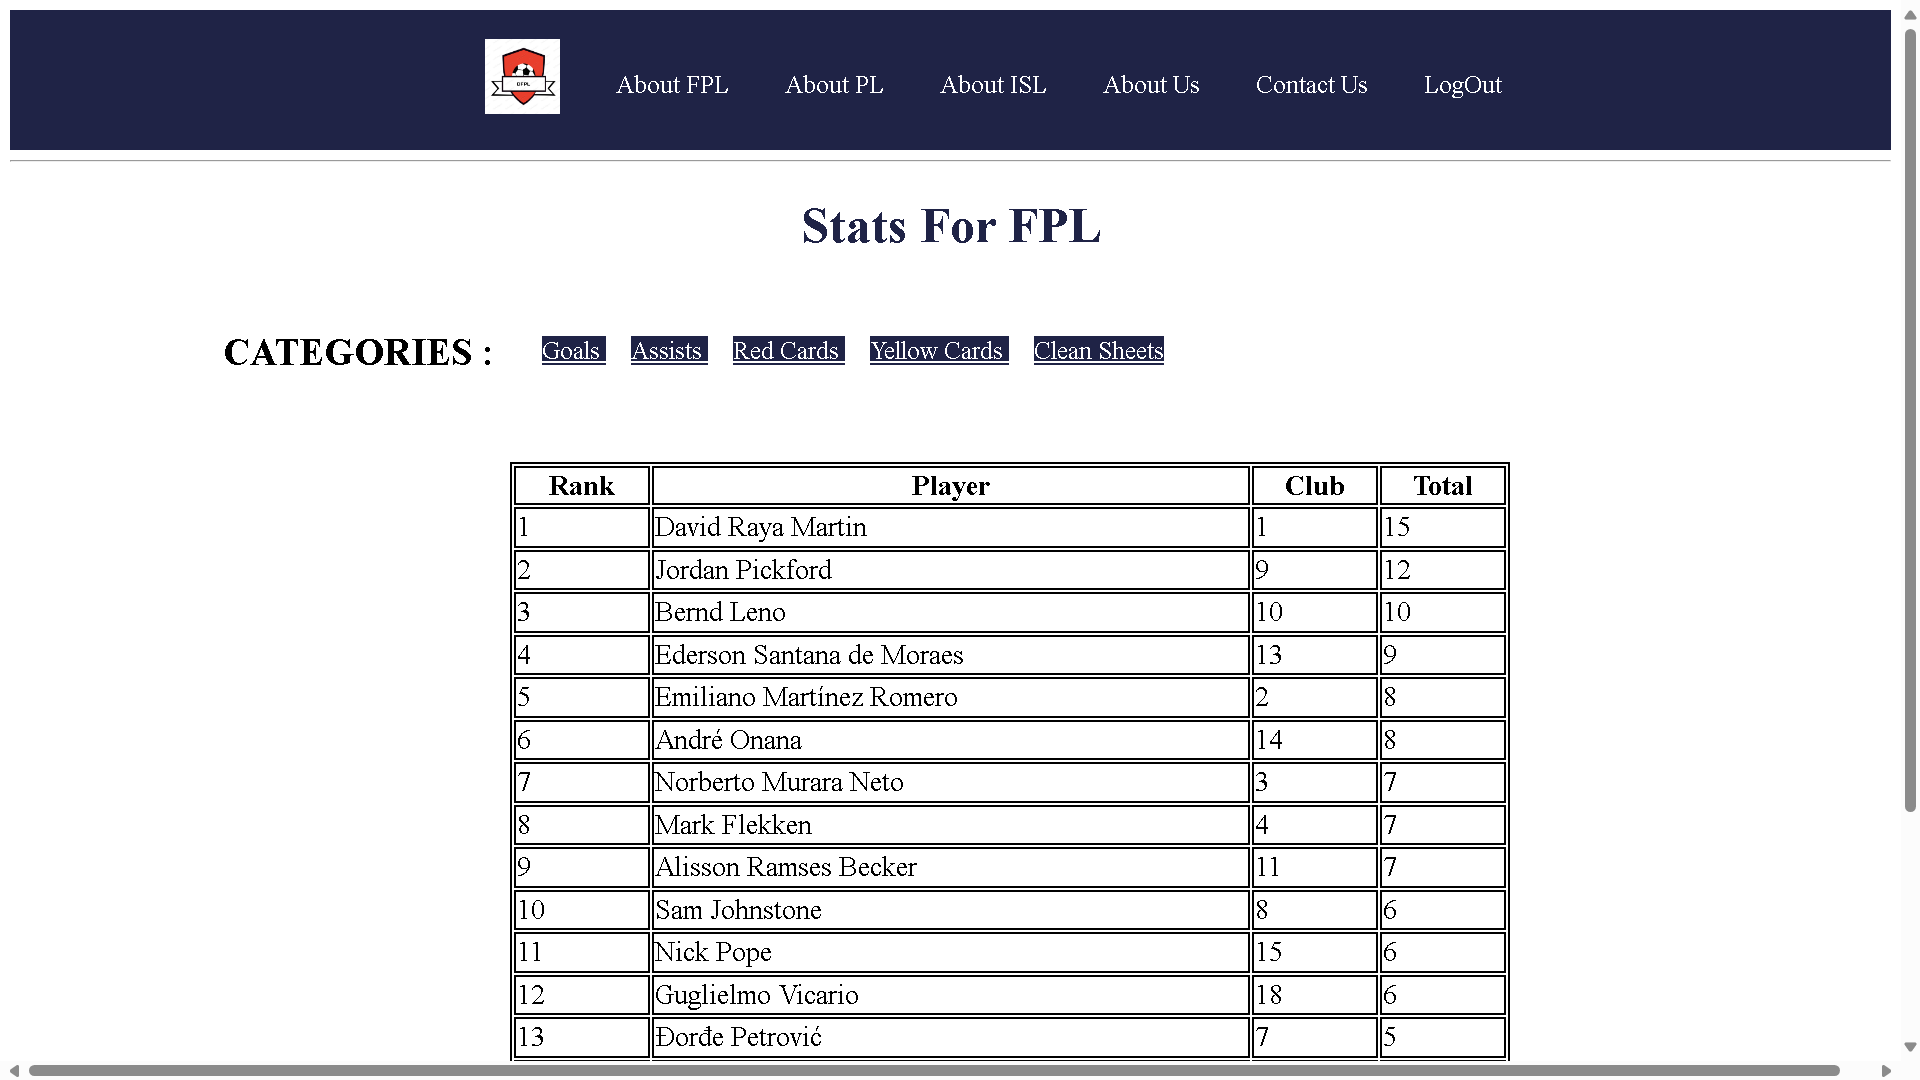 OFPL
About FPL About PL About ISL About Us Contact Us LogOut
Stats For FPL
CATEGORIES : Goals Assists Red Cards Yellow Cards Clean Sheets
Rank Player Club Total
1 David Raya Martin 1 15
2 Jordan Pickford 9 12
3 Bernd Leno 10 10
4 Ederson Santana de Moraes 13 9
5 Emiliano Martínez Romero 2 8
6 André Onana 14 8
7 Norberto Murara Neto 3 7
8 Mark Flekken 4 7
9 Alisson Ramses Becker 11 7
10 Sam Johnstone 8 6
11 Nick Pope 15 6
12 Guglielmo Vicario 18 6
13 Đorđe Petrović 7 5